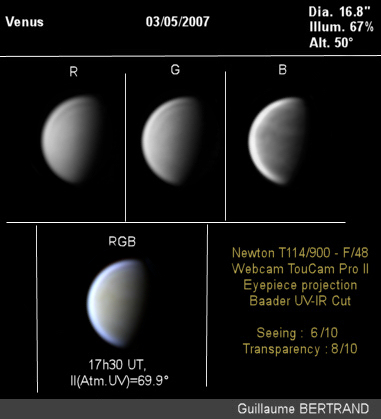 Venus
03/05/2007
Dia. 16.8"
Illum. 67%
Alt. 50°
R
G
B
RGB
17h30 UT,
II(Atm.UV)=69.9°
Newton T114/900 - F/48
Webcam TouCam Pro II
Eyepiece projection
Baader UV-IR Cut
Seeing : 6/10
Transparency : 8/10
Guillaume BERTRAND